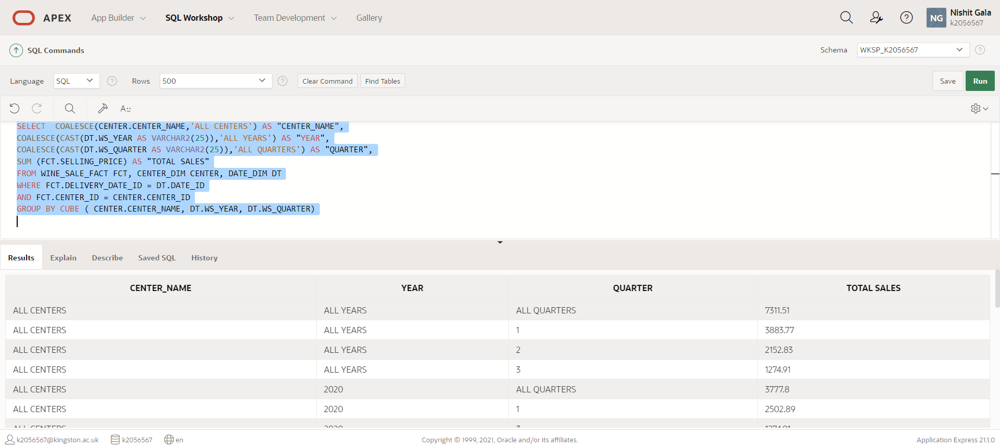 APEX App Builder SQL Workshop Team Development Gallery NG Nishit Gala
k2056567
SQL Commands Schema WKSP_K2056567
Language SQL Rows 500 Clear Command Find Tables Save Run
A::
SELECT  COALESCE(CENTER.CENTER_NAME,'ALL CENTERS') AS "CENTER_NAME",
COALESCE(CAST(DT.WS_YEAR AS VARCHAR2(25)),'ALL YEARS') AS "YEAR",
COALESCE(CAST(DT.WS_QUARTER AS VARCHAR2(25)),'ALL QUARTERS') AS "QUARTER",
SUM (FCT.SELLING_PRICE) AS "TOTAL SALES"
FROM WINE_SALE_FACT FCT, CENTER_DIM CENTER, DATE_DIM DT
WHERE FCT.DELIVERY_DATE_ID = DT.DATE_ID
AND FCT.CENTER_ID = CENTER.CENTER_ID
GROUP BY CUBE ( CENTER.CENTER_NAME, DT.WS_YEAR, DT.WS_QUARTER)
Results Explain Describe Saved SQL History
CENTER_NAME YEAR QUARTER TOTAL SALES
ALL CENTERS ALL YEARS ALL QUARTERS 7311.51
ALL CENTERS ALL YEARS 1 3883.77
ALL CENTERS ALL YEARS 2 2152.83
ALL CENTERS ALL YEARS 3 1274.91
ALL CENTERS 2020 ALL QUARTERS 3777.8
ALL CENTERS 2020 1 2502.89
ALL CENTERS 2020 3 1274.91
k2056567@kingston.ac.uk k2056567 en Copyright © 1999, 2021, Oracle and/or its affiliates. Application Express 21.1.0